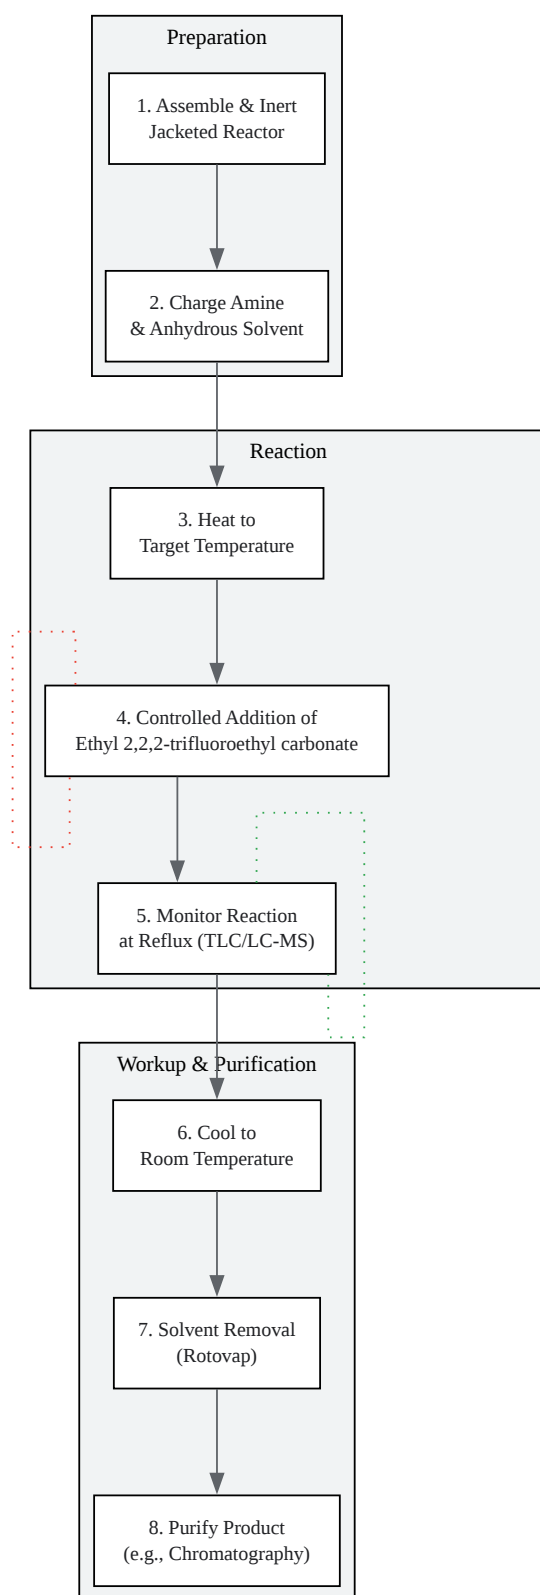 Preparation
1. Assemble & Inert
Jacketed Reactor
2. Charge Amine
& Anhydrous Solvent
Reaction
3. Heat to
Target Temperature
4. Controlled Addition of
Ethyl 2,2,2-trifluoroethyl carbonate
5. Monitor Reaction
at Reflux (TLC/LC-MS)
Workup & Purification
6. Cool to
Room Temperature
7. Solvent Removal
(Rotovap)
8. Purify Product
(e.g., Chromatography)